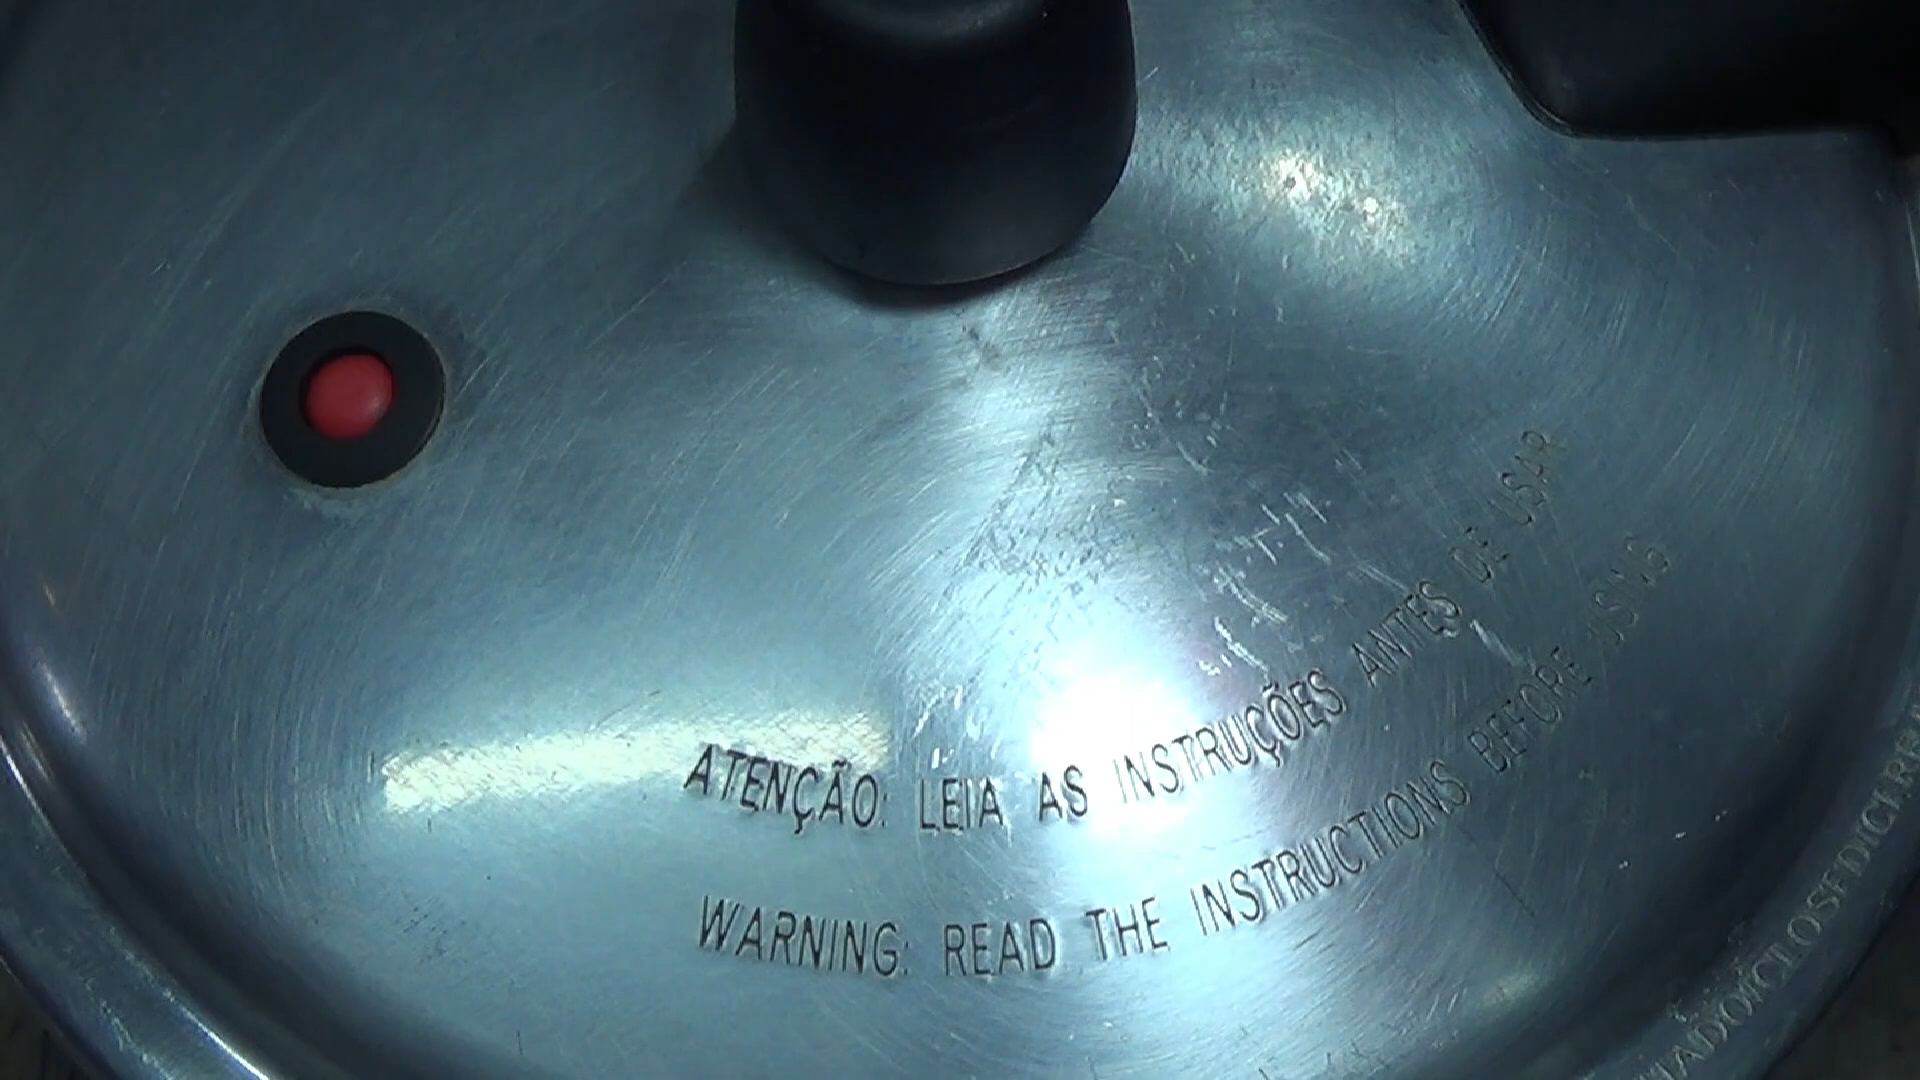 ATENÇÃO: LEIA AS INSTRUÇÕES ANTES DE USAR
WARNING: READ THE INSTRUCTIONS BEFORE USING